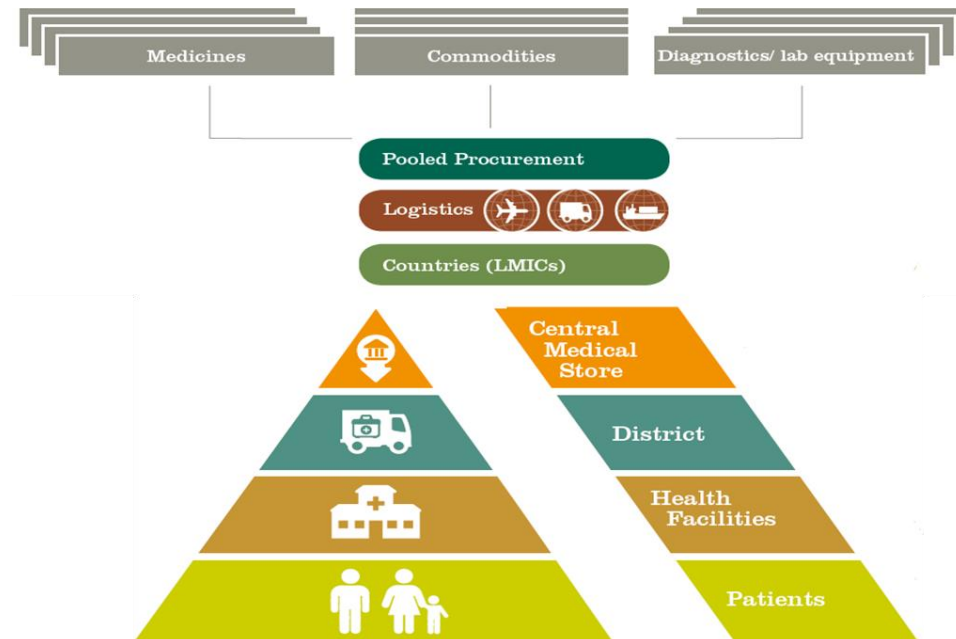 Medicines
Commodities
Diagnostics/ lab equipment
Pooled Procurement
Logistics
Countries (LMICs)
Central
Medical
Store
District
Health
Facilities
Patients